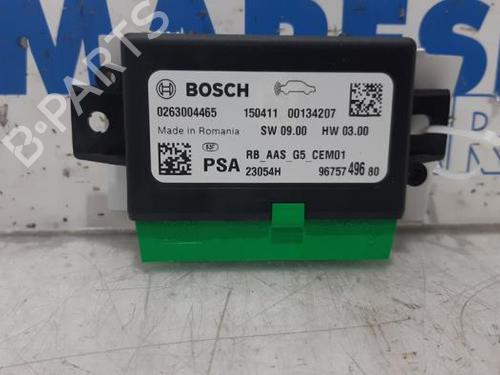 MARES
B-PARTS
BOSCH
0263004465 150411 00134207
Made in Romania SW 09.00 HW 03.00
PSA RB_AAS_G5_CEM01
23054H 96757 496 80